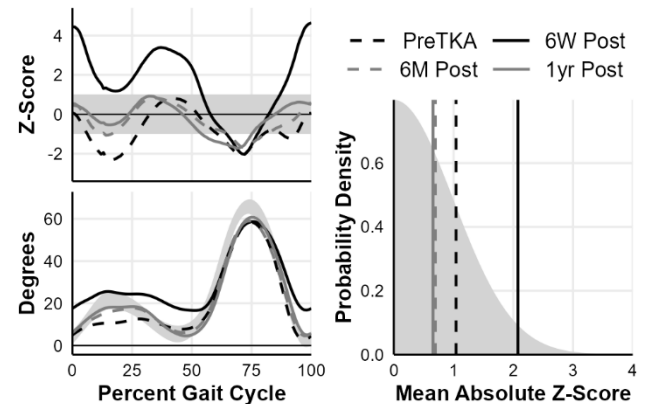 Z-Score
4
2
0
-2
Degrees
60
40
20
0
0 25 50 75 100
Percent Gait Cycle
PreTKA 6W Post
6M Post 1yr Post
Probability Density
0.6
0.4
0.2
0.0
0 1 2 3 4
Mean Absolute Z-Score